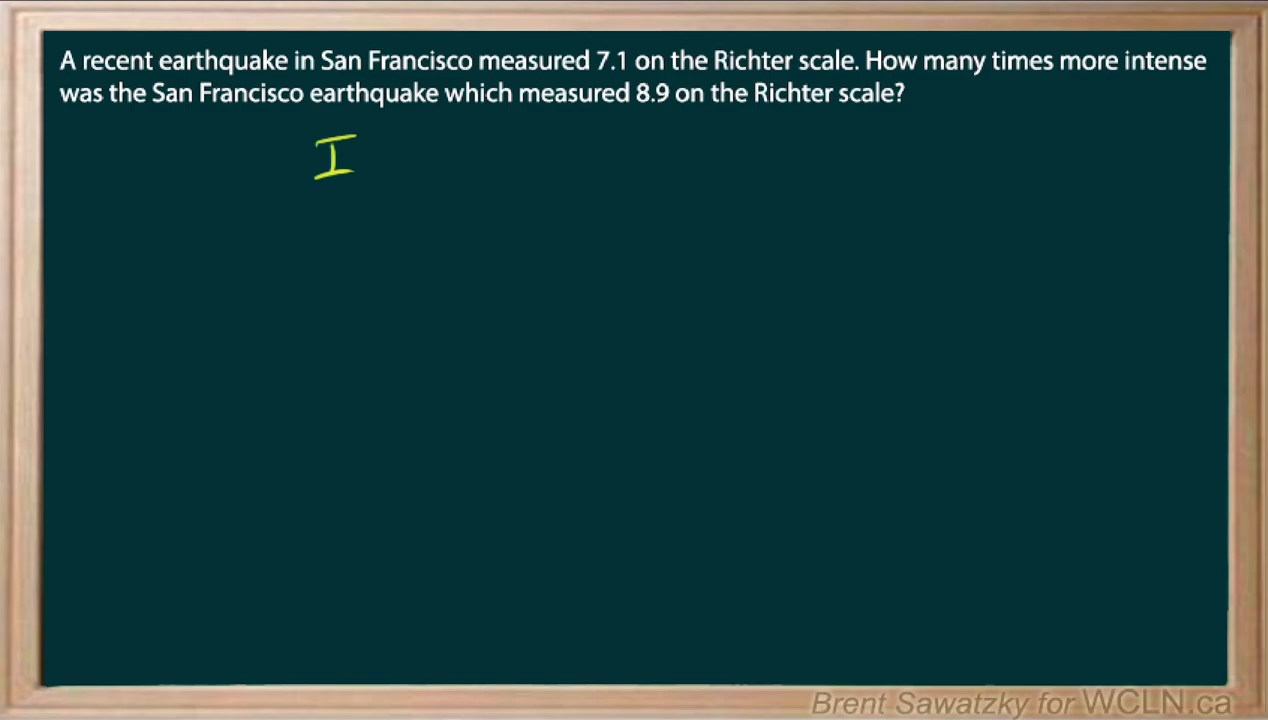 A recent earthquake in San Francisco measured 7.1 on the Richter scale. How many times more intense
was the San Francisco earthquake which measured 8.9 on the Richter scale?
I
Brent Sawatzky for WCLN.ca